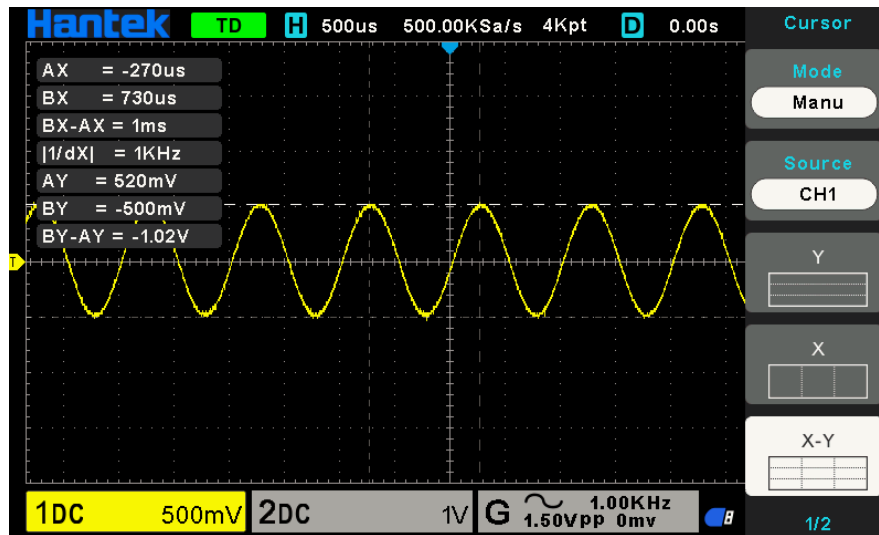 Hantek TD H 500us 500.00KSa/s 4Kpt D 0.00s Cursor
AX = -270us
BX = 730us
BX-AX = 1ms
|1/dX| = 1KHz
AY = 520mV
BY = -500mV
BY-AY = -1.02V
T
Mode
Manu
Source
CH1
Y
X
X-Y
1DC 500mV 2DC 1V G 1.00KHz
1.50Vpp 0mv
1/2